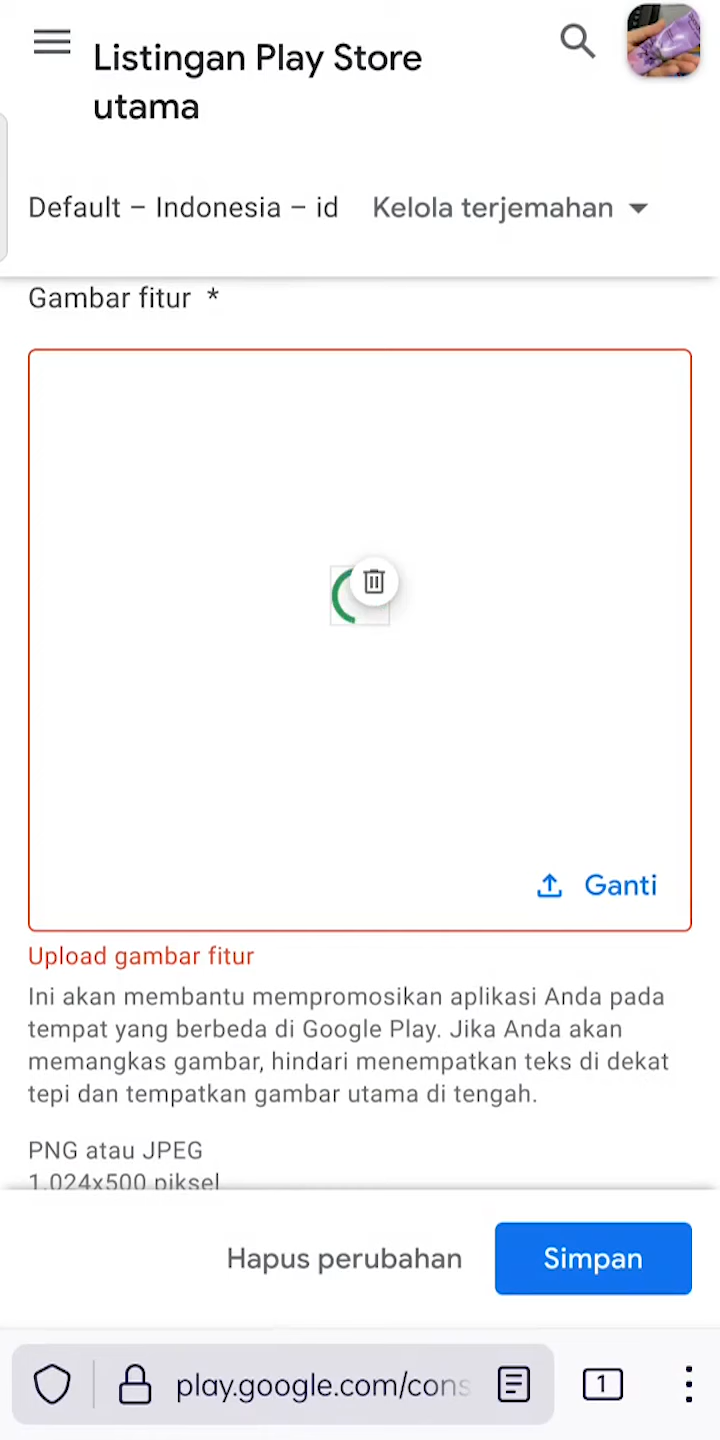 Listingan Play Store
utama
Default – Indonesia – id
Kelola terjemahan
Gambar fitur *
Ganti
Upload gambar fitur
Ini akan membantu mempromosikan aplikasi Anda pada
tempat yang berbeda di Google Play. Jika Anda akan
memangkas gambar, hindari menempatkan teks di dekat
tepi dan tempatkan gambar utama di tengah.
PNG atau JPEG
1.024x500 piksel
Hapus perubahan
Simpan
play.google.com/cons
1